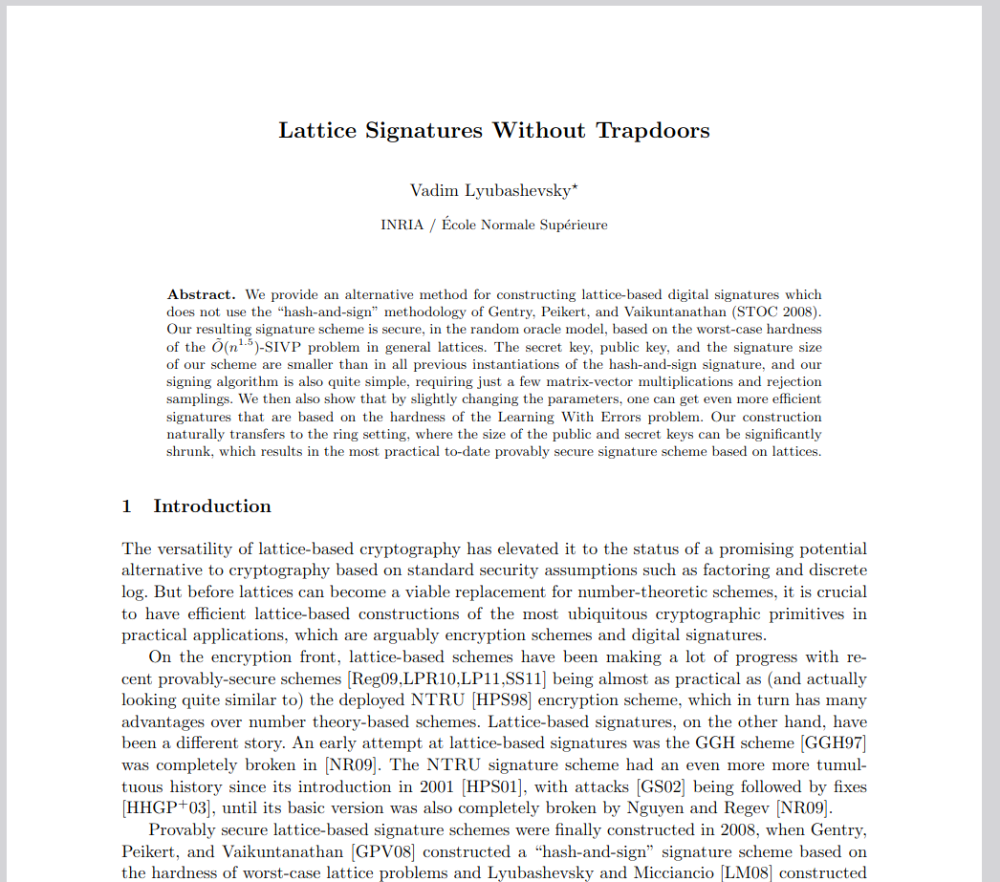 Lattice Signatures Without Trapdoors
Vadim Lyubashevsky⋆
INRIA / École Normale Supérieure
Abstract. We provide an alternative method for constructing lattice-based digital signatures which
does not use the “hash-and-sign” methodology of Gentry, Peikert, and Vaikuntanathan (STOC 2008).
Our resulting signature scheme is secure, in the random oracle model, based on the worst-case hardness
of the Õ(n^1.5)-SIVP problem in general lattices. The secret key, public key, and the signature size
of our scheme are smaller than in all previous instantiations of the hash-and-sign signature, and our
signing algorithm is also quite simple, requiring just a few matrix-vector multiplications and rejection
samplings. We then also show that by slightly changing the parameters, one can get even more efficient
signatures that are based on the hardness of the Learning With Errors problem. Our construction
naturally transfers to the ring setting, where the size of the public and secret keys can be significantly
shrunk, which results in the most practical to-date provably secure signature scheme based on lattices.
1 Introduction
The versatility of lattice-based cryptography has elevated it to the status of a promising potential
alternative to cryptography based on standard security assumptions such as factoring and discrete
log. But before lattices can become a viable replacement for number-theoretic schemes, it is crucial
to have efficient lattice-based constructions of the most ubiquitous cryptographic primitives in
practical applications, which are arguably encryption schemes and digital signatures.
On the encryption front, lattice-based schemes have been making a lot of progress with re-
cent provably-secure schemes [Reg09,LPR10,LP11,SS11] being almost as practical as (and actually
looking quite similar to) the deployed NTRU [HPS98] encryption scheme, which in turn has many
advantages over number theory-based schemes. Lattice-based signatures, on the other hand, have
been a different story. An early attempt at lattice-based signatures was the GGH scheme [GGH97]
was completely broken in [NR09]. The NTRU signature scheme had an even more more tumul-
tuous history since its introduction in 2001 [HPS01], with attacks [GS02] being followed by fixes
[HHGP+03], until its basic version was also completely broken by Nguyen and Regev [NR09].
Provably secure lattice-based signature schemes were finally constructed in 2008, when Gentry,
Peikert, and Vaikuntanathan [GPV08] constructed a “hash-and-sign” signature scheme based on
the hardness of worst-case lattice problems and Lyubashevsky and Micciancio [LM08] constructed